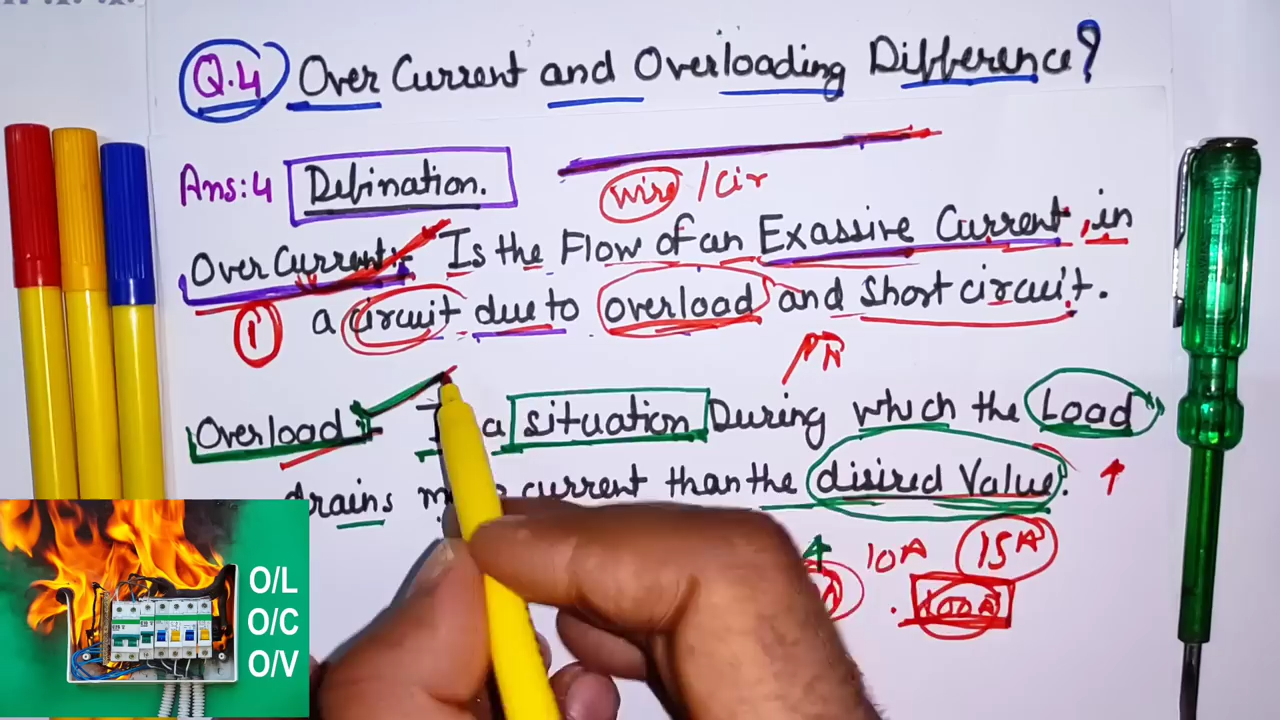 Q.4 Over Current and Overloading Difference?
Ans:4 Defination.
wire / cir
Over Current:- Is the Flow of an Exassive Current, in
① a circuit due to overload and short circuit.
Overload:- a situation During which the Load
drains current than the disired Value.
10A 15A
100A
O/L
O/C
O/V